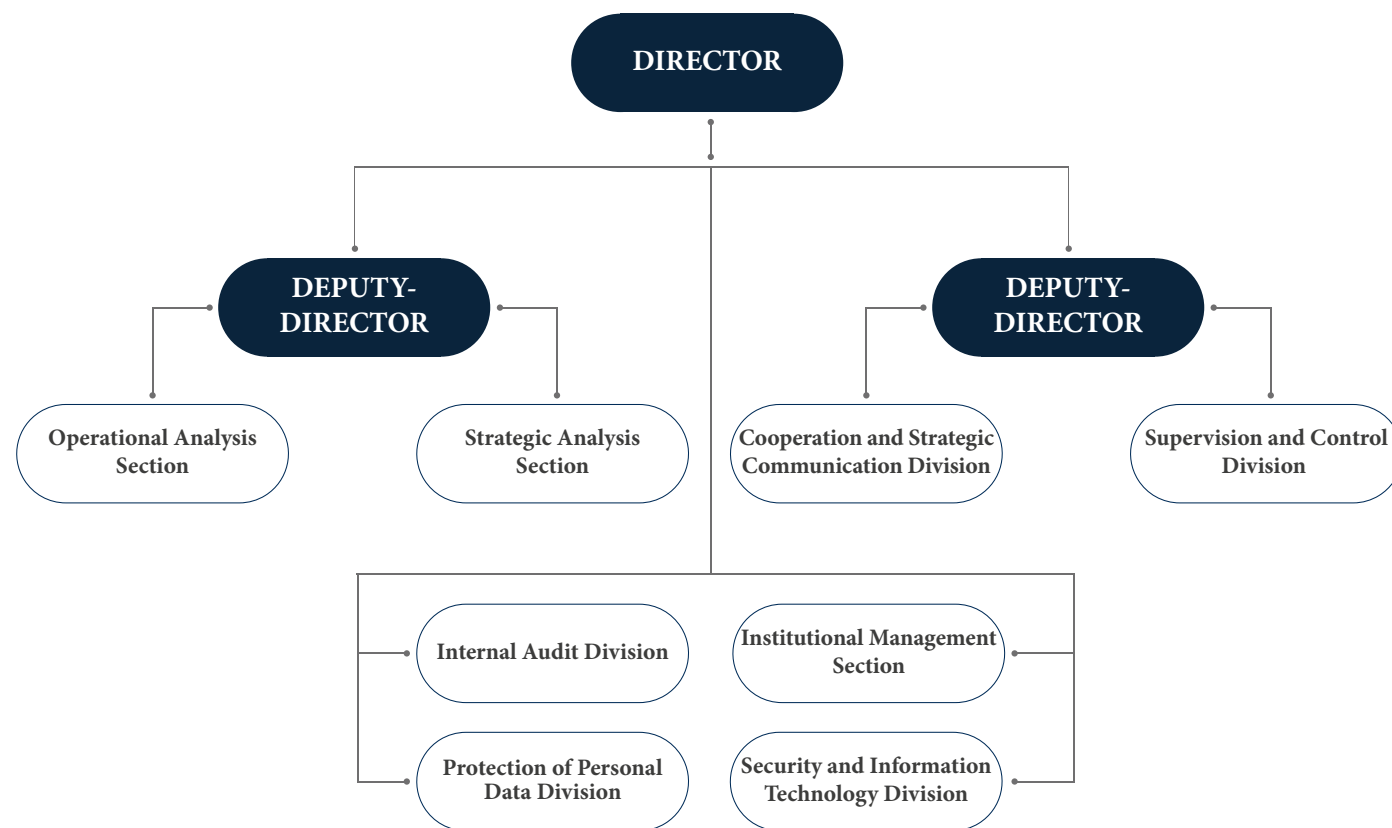 DIRECTOR
DEPUTY-
DIRECTOR
DEPUTY-
DIRECTOR
Operational Analysis
Section
Strategic Analysis
Section
Cooperation and Strategic
Communication Division
Supervision and Control
Division
Internal Audit Division
Institutional Management
Section
Protection of Personal
Data Division
Security and Information
Technology Division